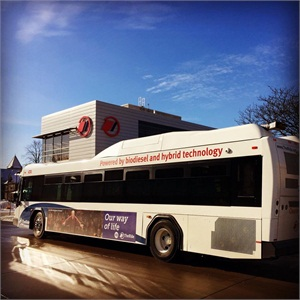 Powered by biodiesel and hybrid technology
Our way
of life